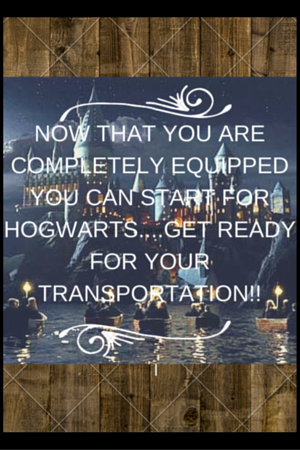 NOW THAT YOU ARE
COMPLETELY EQUIPPED
YOU CAN START FOR
HOGWARTS...GET READY
FOR YOUR
TRANSPORTATION!!